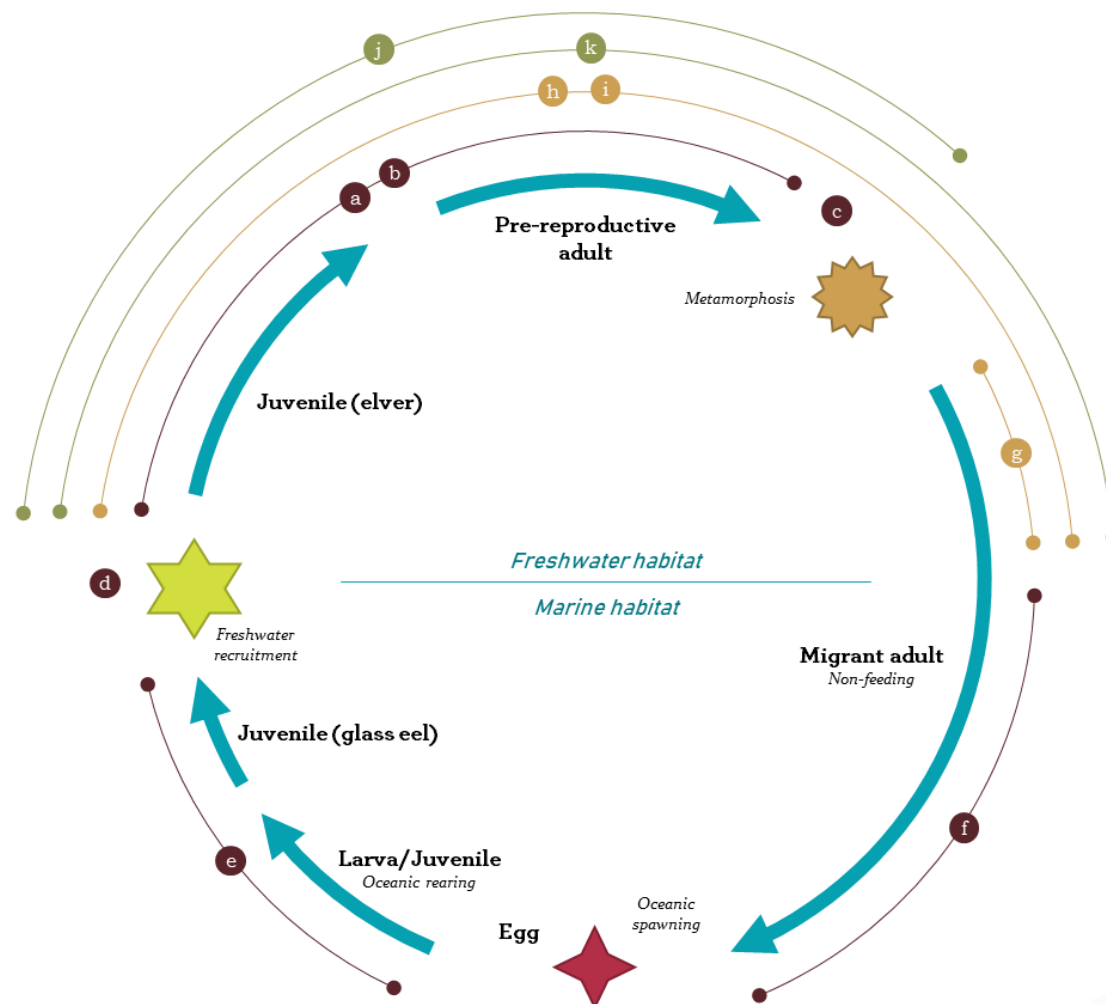 j
k
h
i
b
a
c
Pre-reproductive
adult
Metamorphosis
Juvenile (elver)
g
Freshwater habitat
d
Marine habitat
Freshwater
recruitment
Migrant adult
Non-feeding
Juvenile (glass eel)
f
e
Larva/Juvenile
Oceanic rearing
Oceanic
spawning
Egg